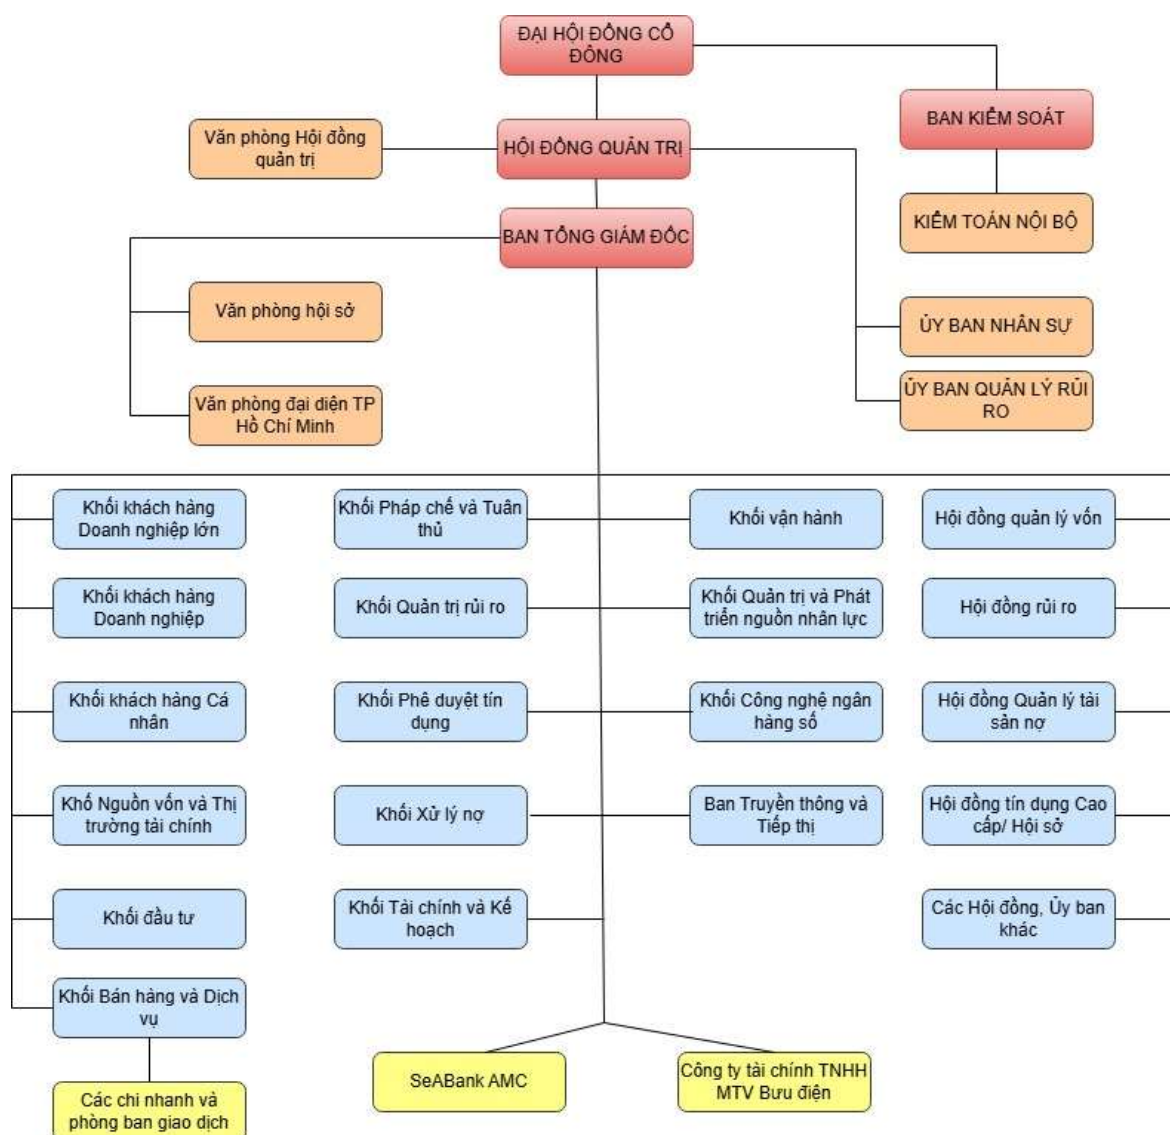 ĐẠI HỘI ĐỒNG CỔ
ĐÔNG
BAN KIỂM SOÁT
Văn phòng Hội đồng
quản trị
HỘI ĐỒNG QUẢN TRỊ
KIỂM TOÁN NỘI BỘ
BAN TỔNG GIÁM ĐỐC
Văn phòng hội sở
ỦY BAN NHÂN SỰ
Văn phòng đại diện TP
Hồ Chí Minh
ỦY BAN QUẢN LÝ RỦI
RO
Khối khách hàng
Doanh nghiệp lớn
Khối Pháp chế và Tuân
thủ
Khối vận hành
Hội đồng quản lý vốn
Khối khách hàng
Doanh nghiệp
Khối Quản trị rủi ro
Khối Quản trị và Phát
triển nguồn nhân lực
Hội đồng rủi ro
Khối khách hàng Cá
nhân
Khối Phê duyệt tín
dụng
Khối Công nghệ ngân
hàng số
Hội đồng Quản lý tài
sản nợ
Khố Nguồn vốn và Thị
trường tài chính
Khối Xử lý nợ
Ban Truyền thông và
Tiếp thị
Hội đồng tín dụng Cao
cấp/ Hội sở
Khối đầu tư
Khối Tài chính và Kế
hoạch
Các Hội đồng, Ủy ban
khác
Khối Bán hàng và Dịch
vụ
SeABank AMC
Công ty tài chính TNHH
MTV Bưu điện
Các chi nhanh và
phòng ban giao dịch